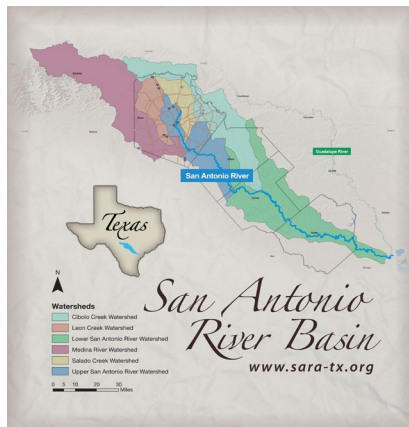 Guadalupe River
San Antonio River
Texas
N
San Antonio
River Basin
www.sara-tx.org
Watersheds
Cibolo Creek Watershed
Leon Creek Watershed
Lower San Antonio River Watershed
Medina River Watershed
Salado Creek Watershed
Upper San Antonio River Watershed
0 5 10 20 30
Miles